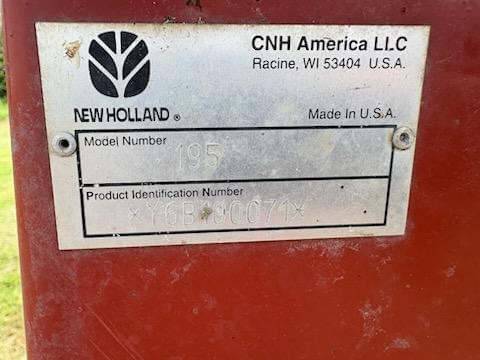 CNH America LLC
Racine, WI 53404 U.S.A.
NEW HOLLAND ®
Made in U.S.A.
Model Number
195
Product Identification Number